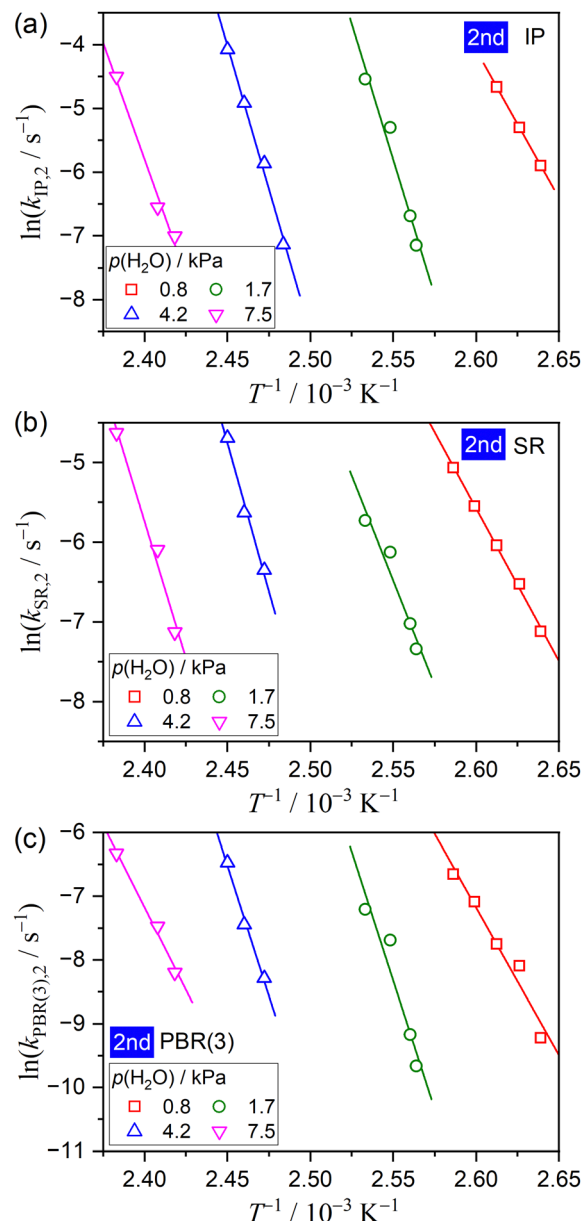 (a)
2nd IP
ln(k_IP,2 / s⁻¹)
−4
−5
−6
−7
−8
p(H₂O) / kPa
0.8 1.7
4.2 7.5
2.40 2.45 2.50 2.55 2.60 2.65
T⁻¹ / 10⁻³ K⁻¹
(b)
2nd SR
ln(k_SR,2 / s⁻¹)
−5
−6
−7
−8
p(H₂O) / kPa
0.8 1.7
4.2 7.5
2.40 2.45 2.50 2.55 2.60 2.65
T⁻¹ / 10⁻³ K⁻¹
(c)
ln(k_PBR(3),2 / s⁻¹)
−6
−7
−8
−9
−10
−11
2nd PBR(3)
p(H₂O) / kPa
0.8 1.7
4.2 7.5
2.40 2.45 2.50 2.55 2.60 2.65
T⁻¹ / 10⁻³ K⁻¹